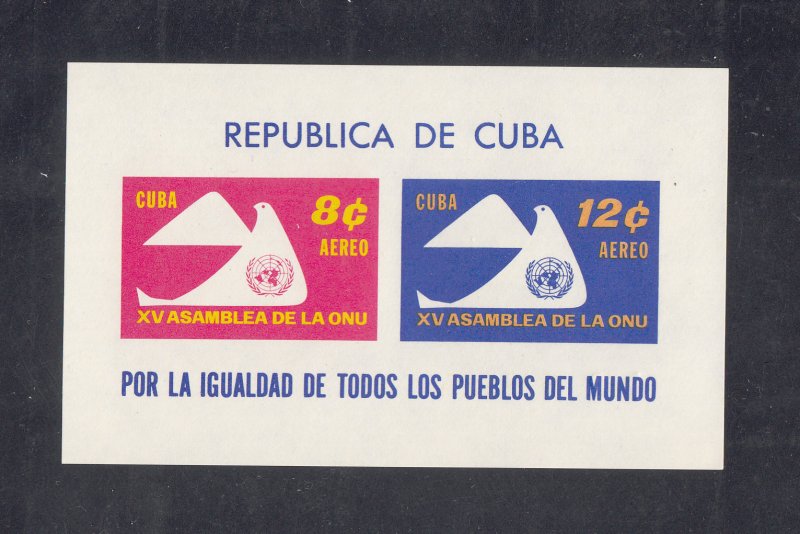 REPUBLICA DE CUBA
CUBA
8¢
AEREO
XV ASAMBLEA DE LA ONU
CUBA
12¢
AEREO
XV ASAMBLEA DE LA ONU
POR LA IGUALDAD DE TODOS LOS PUEBLOS DEL MUNDO